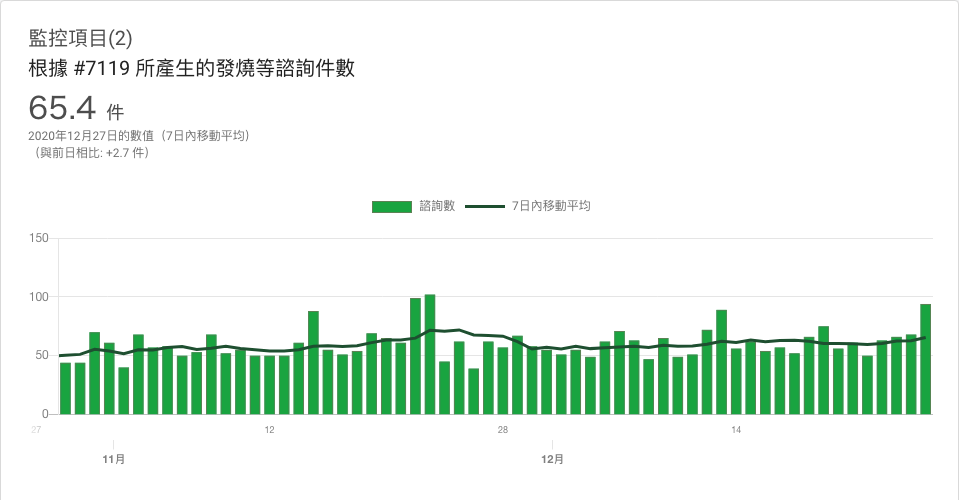 監控項目(2)
根據 #7119 所產生的發燒等諮詢件數
65.4 件
2020年12月27日的數值（7日內移動平均）
（與前日相比: +2.7 件）
諮詢數 7日內移動平均
150
100
50
0
27 12 28 14
11月 12月